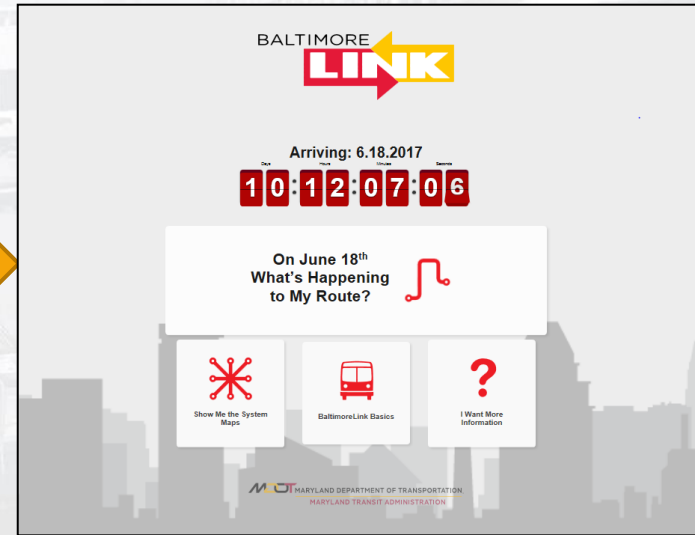 BALTIMORE
LINK
Arriving: 6.18.2017
Days Hours Minutes Seconds
10:12:07:06
On June 18th
What's Happening
to My Route?
Show Me the System
Maps
BaltimoreLink Basics
I Want More
Information
MDOT MARYLAND DEPARTMENT OF TRANSPORTATION
MARYLAND TRANSIT ADMINISTRATION